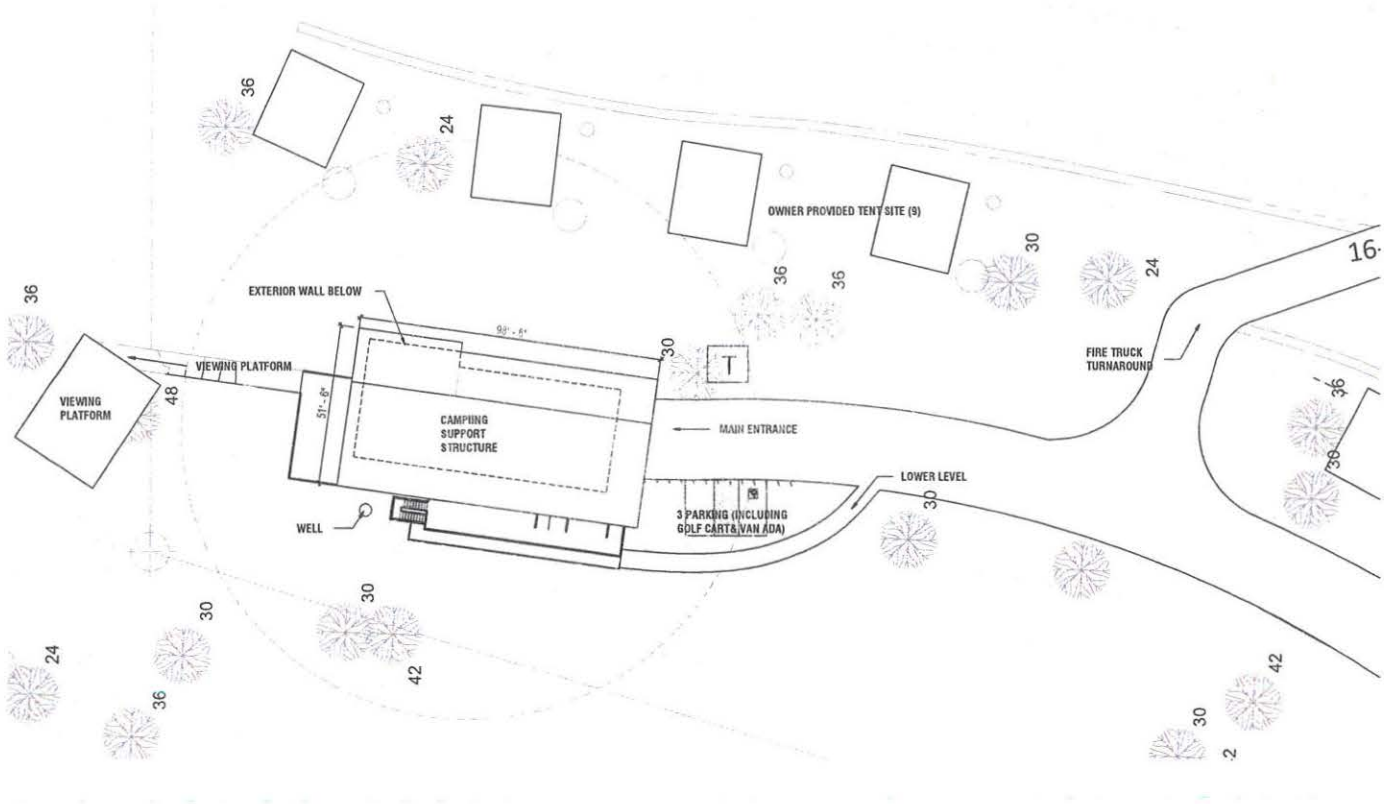 36
24
OWNER PROVIDED TENT SITE (9)
30
24
16
36
36
36
EXTERIOR WALL BELOW
98' - 6"
30
T
FIRE TRUCK
TURNAROUND
VIEWING PLATFORM
48
VIEWING
PLATFORM
51' - 6"
CAMPIING
SUPPORT
STRUCTURE
MAIN ENTRANCE
36
30
LOWER LEVEL
30
WELL
3 PARKING (INCLUDING
GOLF CART & VAN ADA)
30
30
42
24
36
42
30